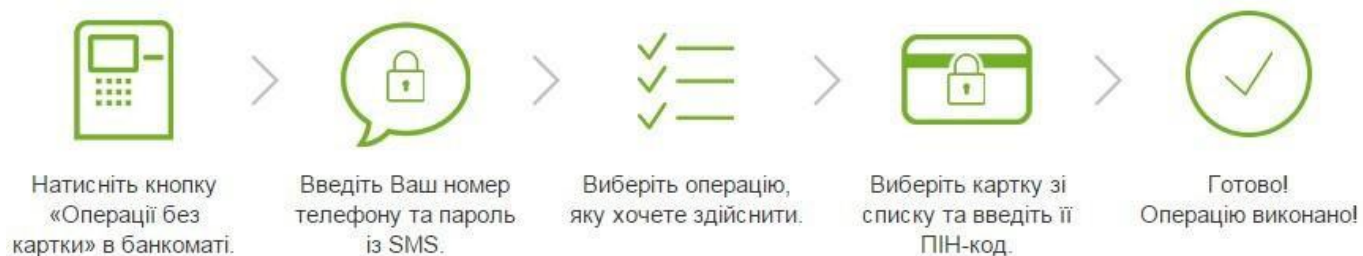 Натисніть кнопку
«Операції без
картки» в банкоматі.
Введіть Ваш номер
телефону та пароль
із SMS.
Виберіть операцію,
яку хочете здійснити.
Виберіть картку зі
списку та введіть її
ПІН-код.
Готово!
Операцію виконано!